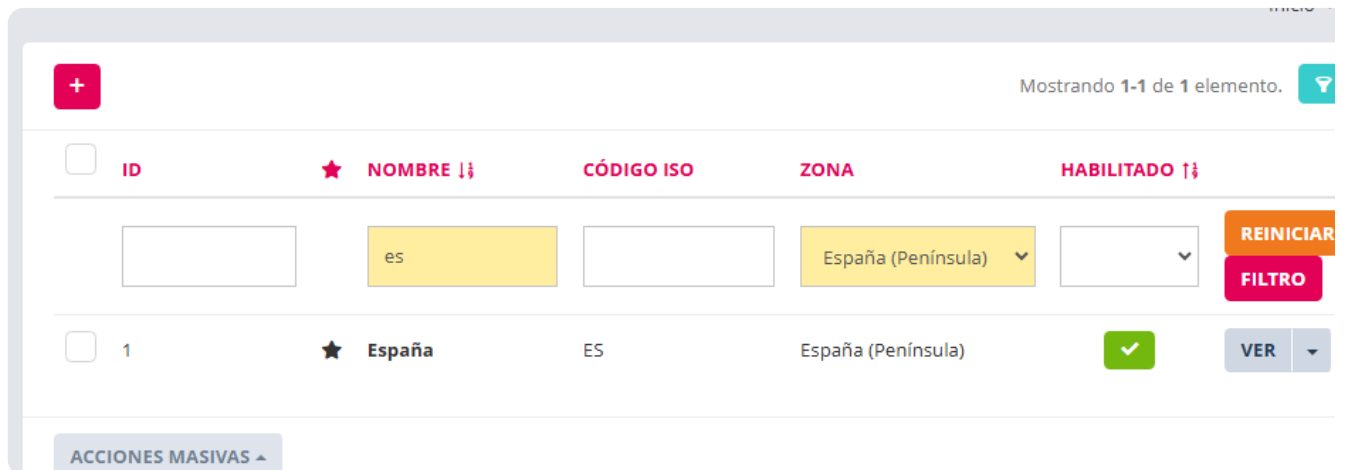 +
Mostrando 1-1 de 1 elemento.
ID NOMBRE CÓDIGO ISO ZONA HABILITADO
es España (Península) REINICIAR
FILTRO
1 España ES España (Península) VER
ACCIONES MASIVAS